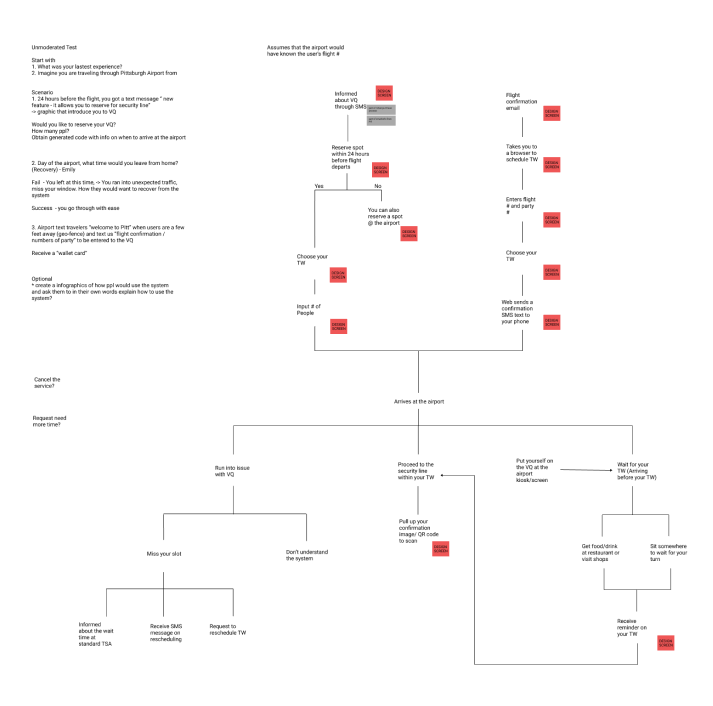 Unmoderated Test
Start with
1. What was your lastest experience?
2. Imagine you are traveling through Pittsburgh Airport from
Scenario
1. 24 hours before the flight, you got a text message " new
feature - it allows you to reserve for security line"
-> graphic that introduce you to VQ
Would you like to reserve your VQ?
How many ppl?
Obtain generated code with info on when to arrive at the airport
2. Day of the airport, what time would you leave from home?
(Recovery) - Emily
Fail - You left at this time, -> You ran into unexpected traffic,
miss your window. How they would want to recover from the
system
Success - you go through with ease
3. Airport text travelers "welcome to Pitt" when users are a few
feet away (geo-fence) and text us "flight confirmation /
numbers of party" to be entered to the VQ
Receive a "wallet card"
Optional
* create a infographics of how ppl would use the system
and ask them to in their own words explain how to use the
system?
Cancel the
service?
Request need
more time?
Assumes that the airport would
have known the user's flight #
Informed
about VQ
through SMS
DESIGN
SCREEN
Reserve spot
within 24 hours
before flight
departs
DESIGN
SCREEN
Yes
No
You can also
reserve a spot
@ the airport
DESIGN
SCREEN
Choose your
TW
DESIGN
SCREEN
Input # of
People
DESIGN
SCREEN
Flight
confirmation
email
DESIGN
SCREEN
Takes you to
a browser to
schedule TW
DESIGN
SCREEN
Enters flight
# and party
#
DESIGN
SCREEN
Choose your
TW
DESIGN
SCREEN
Web sends a
confirmation
SMS text to
your phone
DESIGN
SCREEN
Arrives at the airport
Run into issue
with VQ
Proceed to the
security line
within your TW
Put yourself on
the VQ at the
airport
kiosk/screen
Wait for your
TW (Arriving
before your TW)
Pull up your
confirmation
image/ QR code
to scan
DESIGN
SCREEN
Miss your slot
Don't understand
the system
Get food/drink
at restaurant or
visit shops
Sit somewhere
to wait for your
turn
Informed
about the wait
time at
standard TSA
Receive SMS
message on
rescheduling
Request to
reschedule TW
Receive
reminder on
your TW
DESIGN
SCREEN